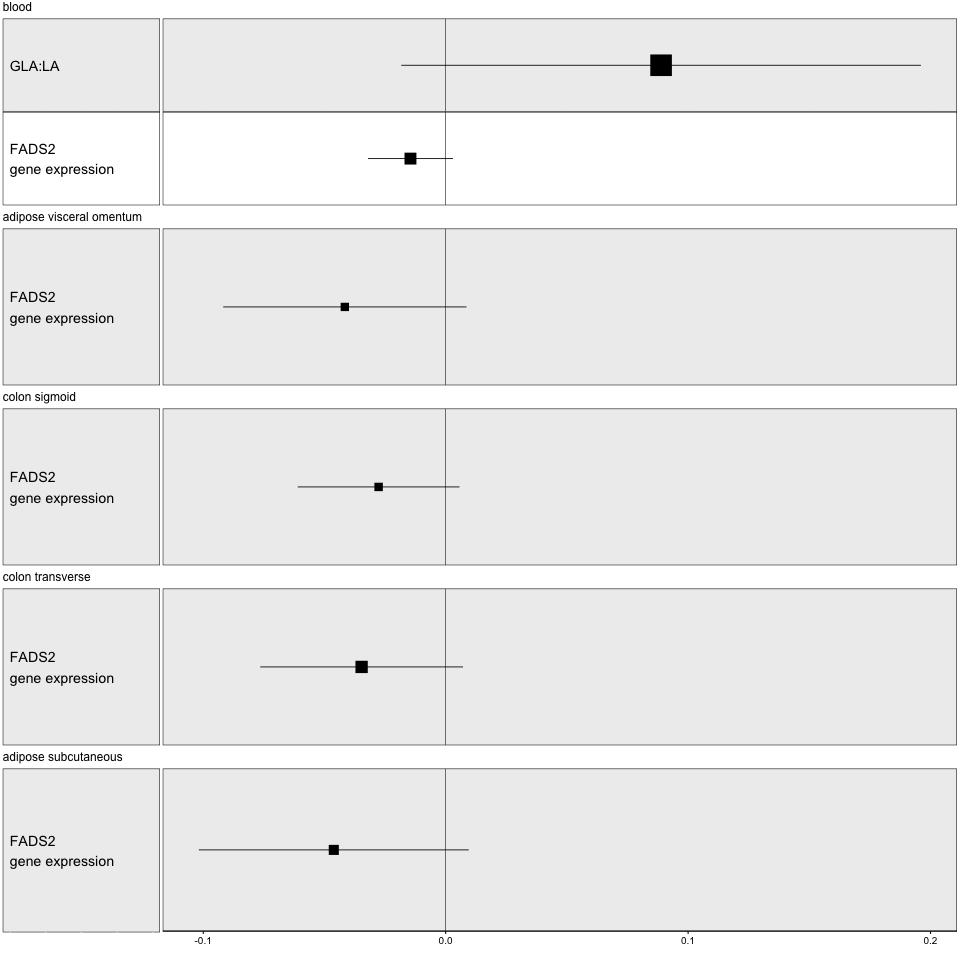 blood
GLA:LA
FADS2
gene expression
adipose visceral omentum
FADS2
gene expression
colon sigmoid
FADS2
gene expression
colon transverse
FADS2
gene expression
adipose subcutaneous
FADS2
gene expression
-0.1 0.0 0.1 0.2